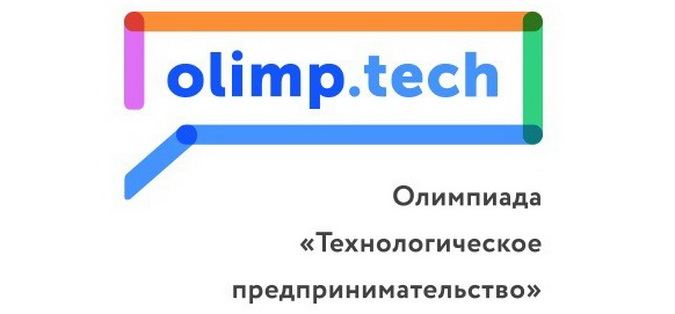 olimp.tech
Олимпиада
«Технологическое
предпринимательство»